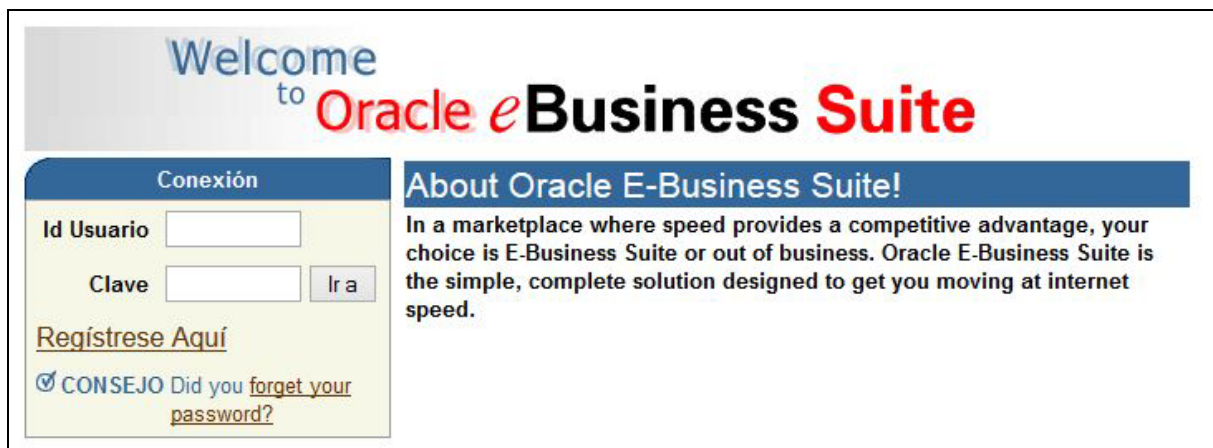 Welcome
to Oracle eBusiness Suite
Conexión
Id Usuario
Clave
Ir a
Regístrese Aquí
CONSEJO Did you forget your
password?
About Oracle E-Business Suite!
In a marketplace where speed provides a competitive advantage, your
choice is E-Business Suite or out of business. Oracle E-Business Suite is
the simple, complete solution designed to get you moving at internet
speed.